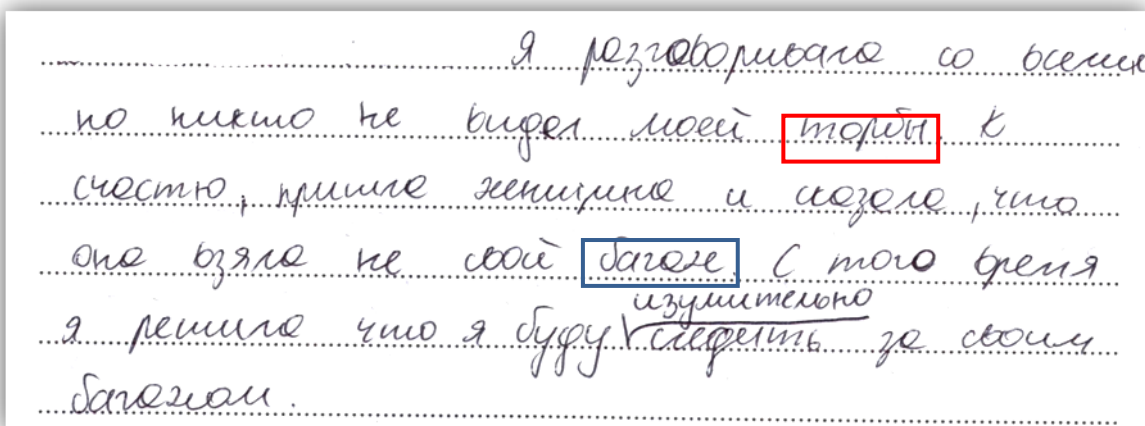 Я разговаривала со всеми
но никто не видел моей торбы. К
счастю, пришла женщина и сказала, что
она взяла не свой багаж. С того время
изумительно
я решила что я буду следить за своим
багажом.